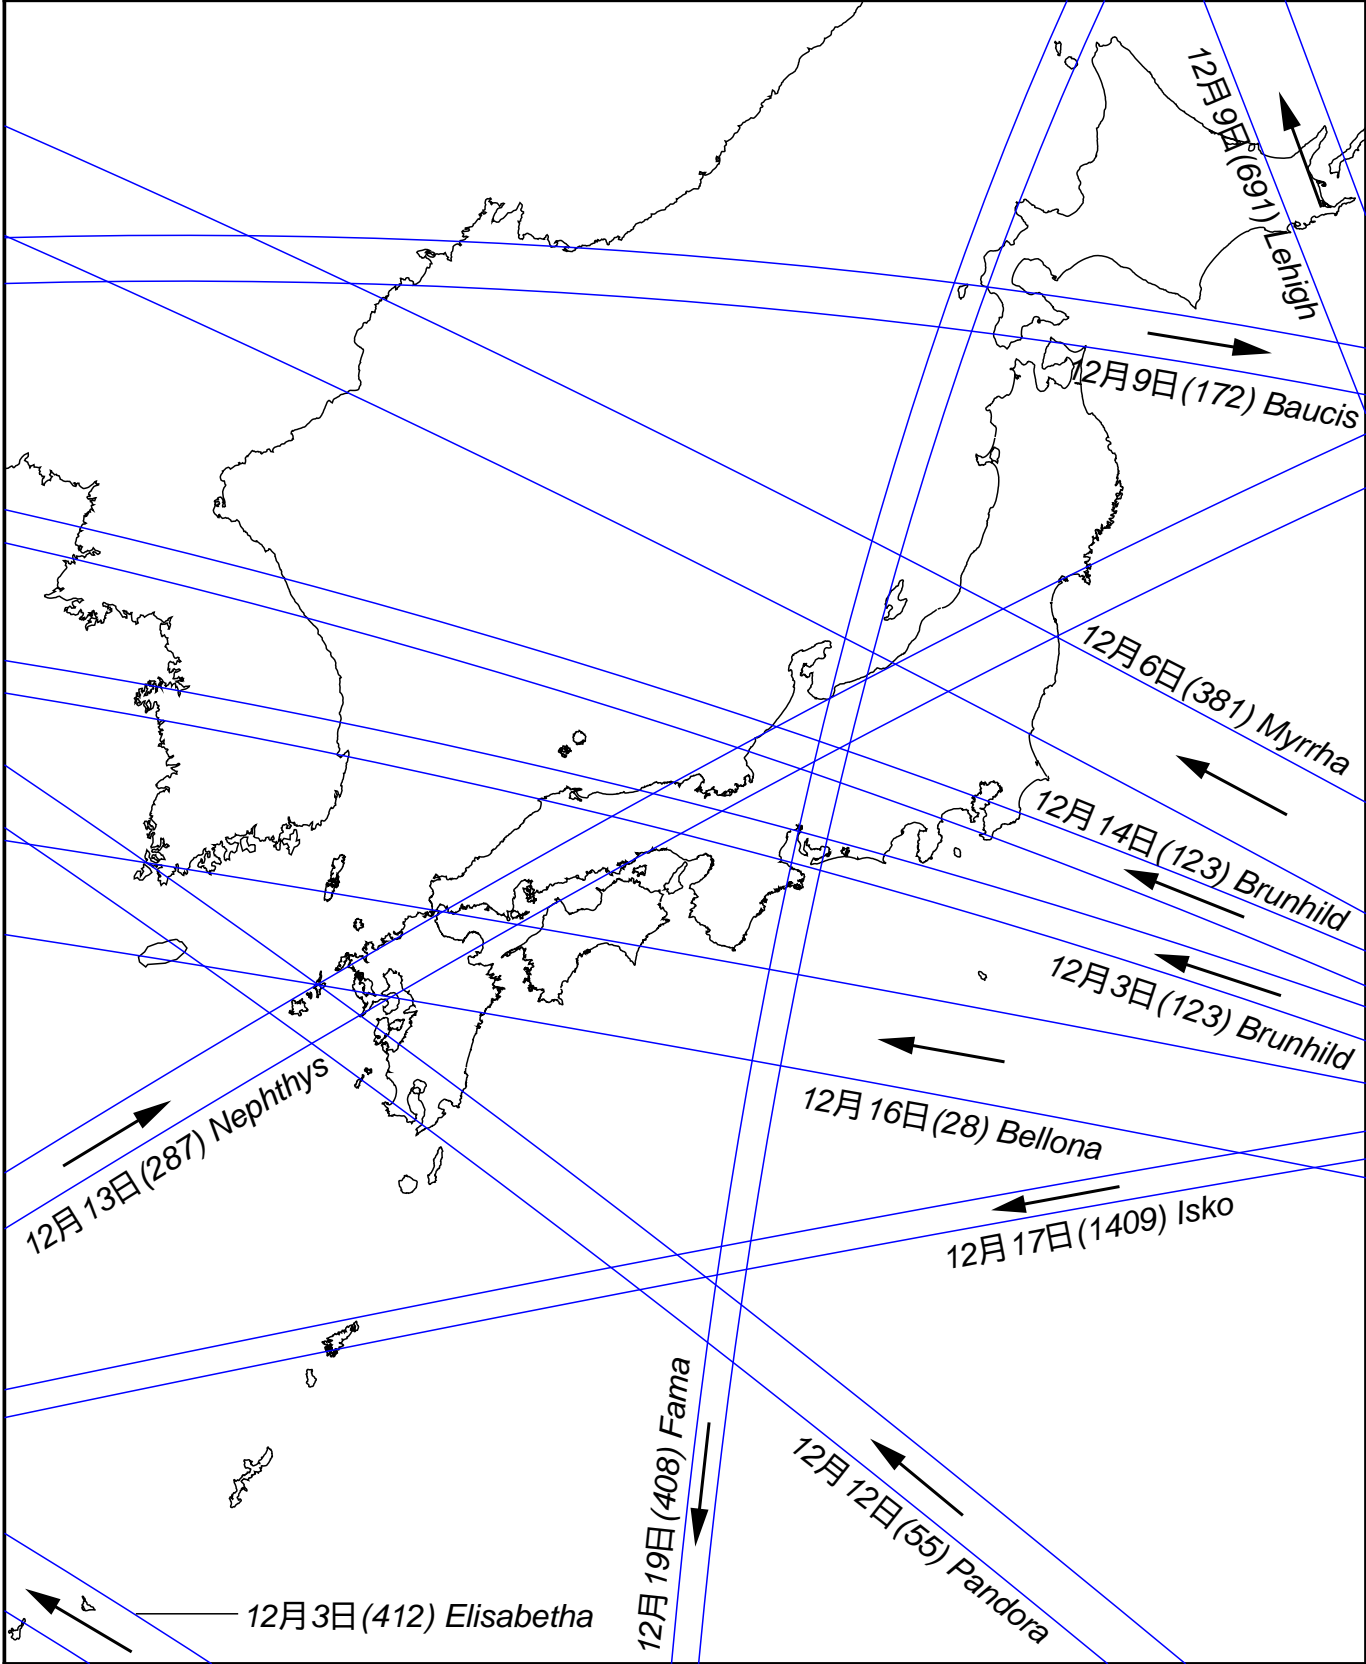 12月9日(691) Lehigh
12月9日(172) Baucis
12月6日(381) Myrrha
12月14日(123) Brunhild
12月3日(123) Brunhild
12月16日(28) Bellona
12月13日(287) Nephthys
12月17日(1409) Isko
12月19日(408) Fama
12月12日(55) Pandora
12月3日(412) Elisabetha